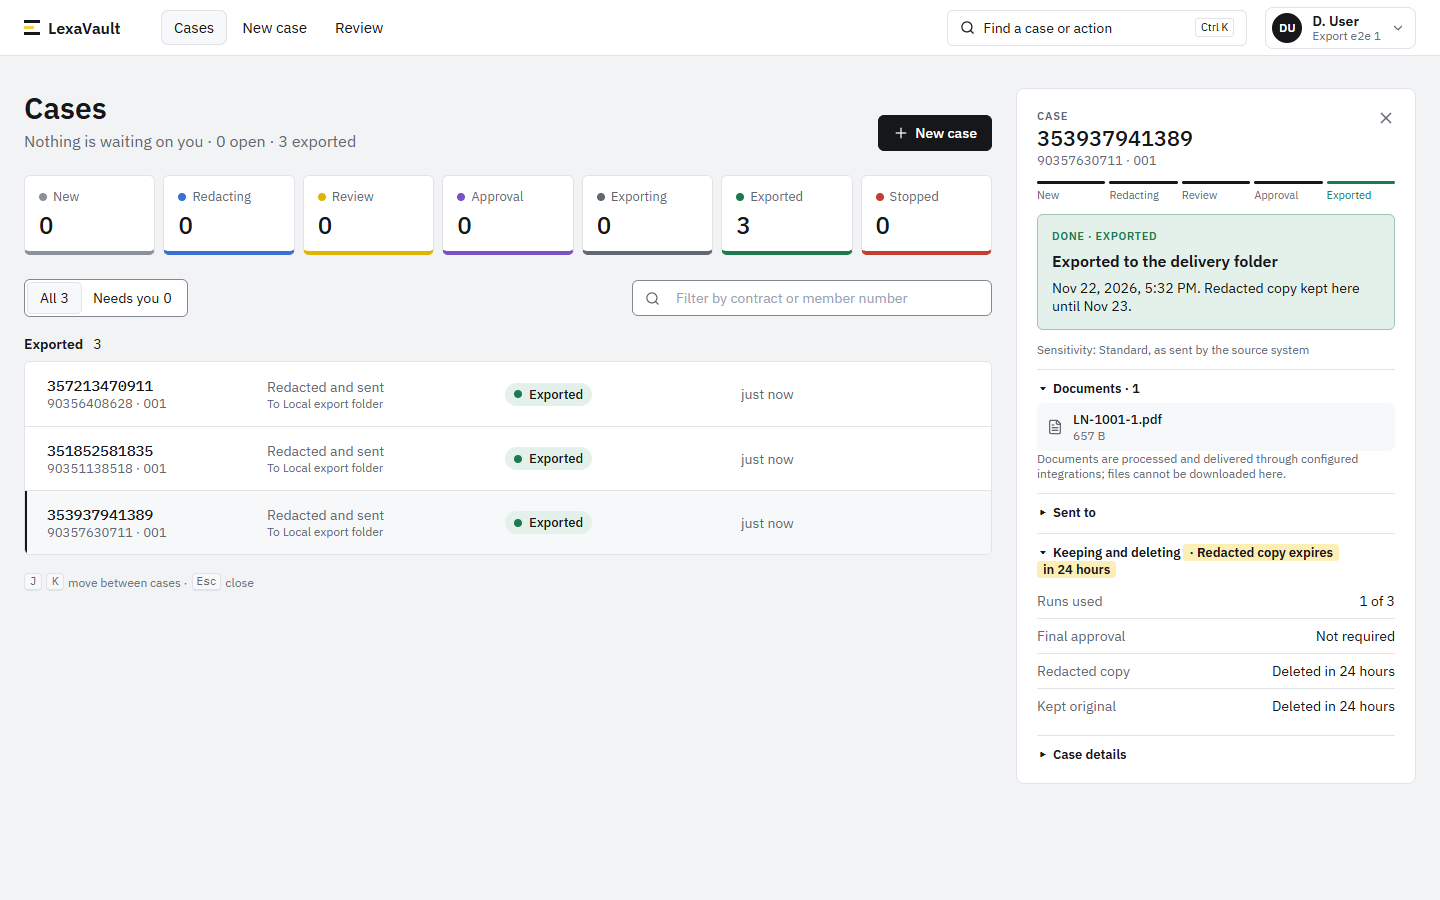 LexaVault
Cases
New case
Review
Find a case or action
Ctrl K
DU
D. User
Export e2e 1
Cases
Nothing is waiting on you · 0 open · 3 exported
New case
New
0
Redacting
0
Review
0
Approval
0
Exporting
0
Exported
3
Stopped
0
All 3
Needs you 0
Filter by contract or member number
Exported 3
357213470911
90356408628 · 001
Redacted and sent
To Local export folder
Exported
just now
351852581835
90351138518 · 001
Redacted and sent
To Local export folder
Exported
just now
353937941389
90357630711 · 001
Redacted and sent
To Local export folder
Exported
just now
J K move between cases · Esc close
CASE
353937941389
90357630711 · 001
New
Redacting
Review
Approval
Exported
DONE · EXPORTED
Exported to the delivery folder
Nov 22, 2026, 5:32 PM. Redacted copy kept here
until Nov 23.
Sensitivity: Standard, as sent by the source system
Documents · 1
LN-1001-1.pdf
657 B
Documents are processed and delivered through configured
integrations; files cannot be downloaded here.
Sent to
Keeping and deleting · Redacted copy expires
in 24 hours
Runs used 1 of 3
Final approval Not required
Redacted copy Deleted in 24 hours
Kept original Deleted in 24 hours
Case details